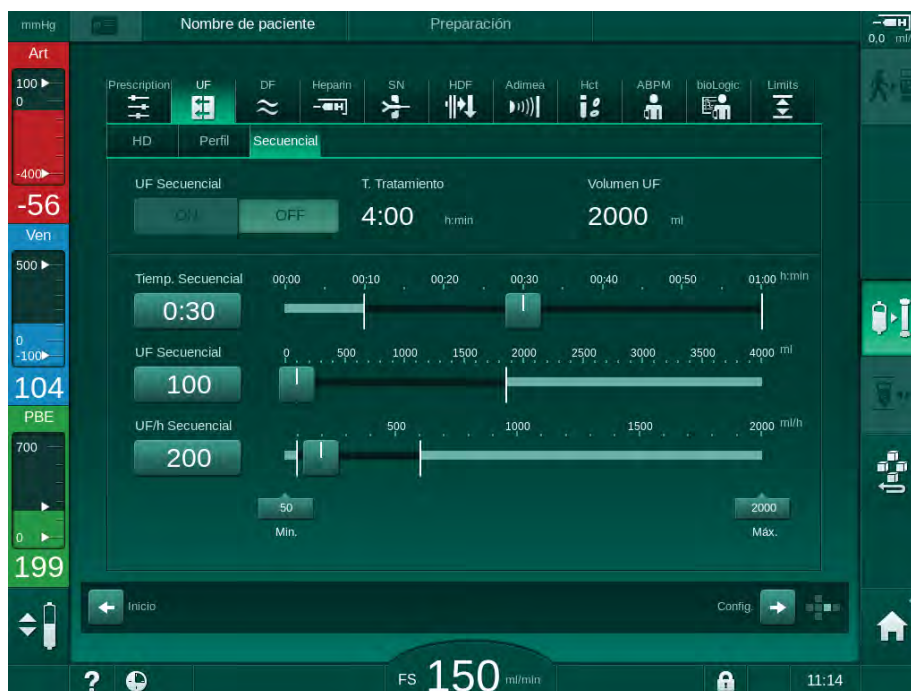 mmHg
Nombre de paciente
Preparación
0,0 ml/
Art
100
0
-400
-56
Ven
500
0
-100
104
PBE
700
0
199
Prescription UF DF Heparin SN HDF Adimea Hct ABPM bioLogic Limits
HD Perfil Secuencial
UF Secuencial T. Tratamiento Volumen UF
ON OFF 4:00 h:min 2000 ml
Tiemp. Secuencial 00:00 00:10 00:20 00:30 00:40 00:50 01:00 h:min
0:30
UF Secuencial 0 500 1000 1500 2000 2500 3000 3500 4000 ml
100
UF/h Secuencial 500 1000 1500 2000 ml/h
200
50 2000
Mín. Máx.
Inicio Config.
? FS 150 ml/min 11:14